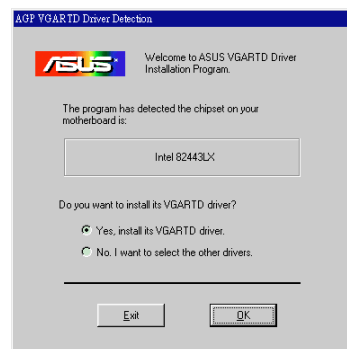 AGP VGARTD Driver Detection
ASUS
Welcome to ASUS VGARTD Driver
Installation Program.
The program has detected the chipset on your
motherboard is:
Intel 82443LX
Do you want to install its VGARTD driver?
Yes, install its VGARTD driver.
No. I want to select the other drivers.
Exit
OK